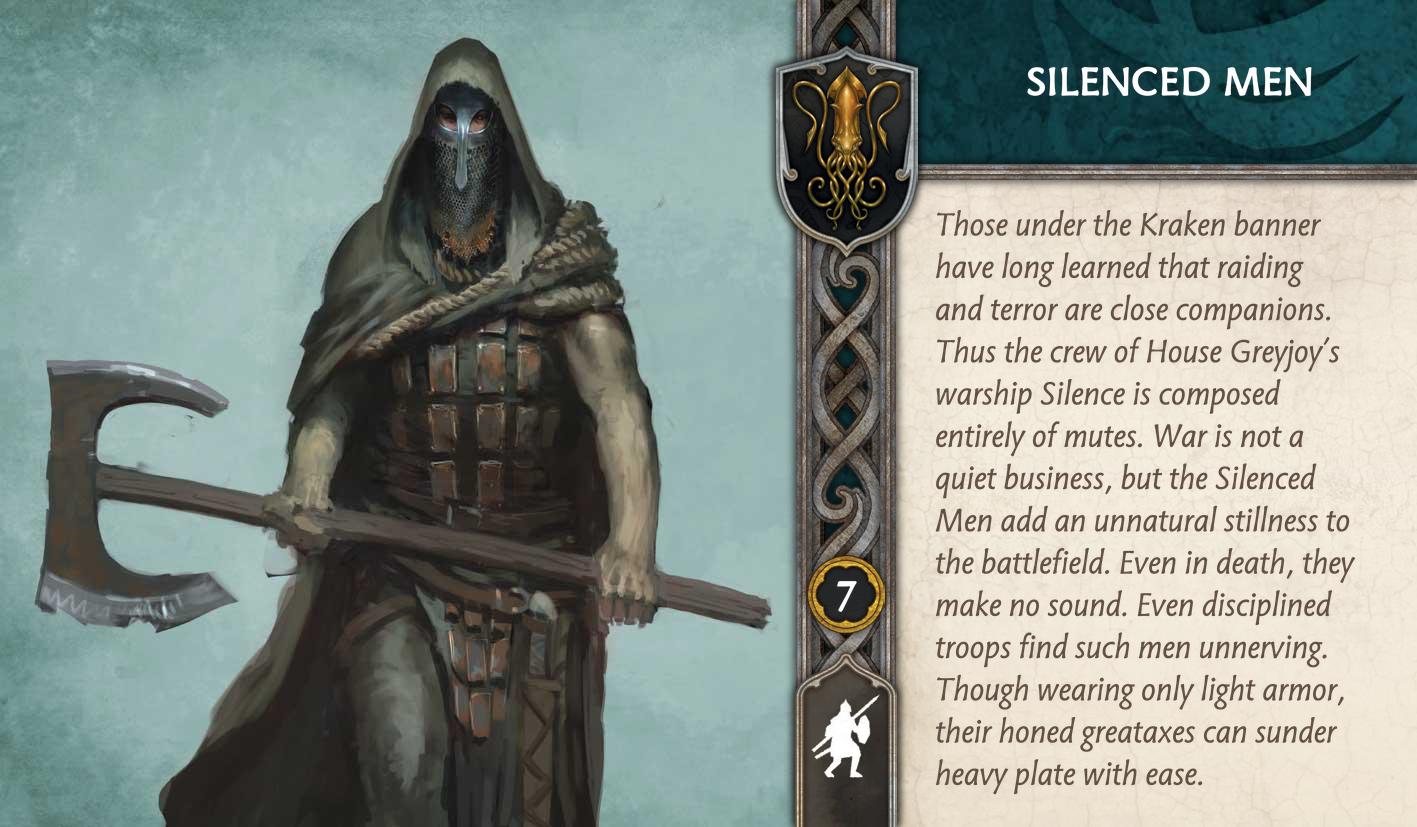 SILENCED MEN
Those under the Kraken banner
have long learned that raiding
and terror are close companions.
Thus the crew of House Greyjoy's
warship Silence is composed
entirely of mutes. War is not a
quiet business, but the Silenced
Men add an unnatural stillness to
the battlefield. Even in death, they
make no sound. Even disciplined
troops find such men unnerving.
Though wearing only light armor,
their honed greataxes can sunder
heavy plate with ease.
7